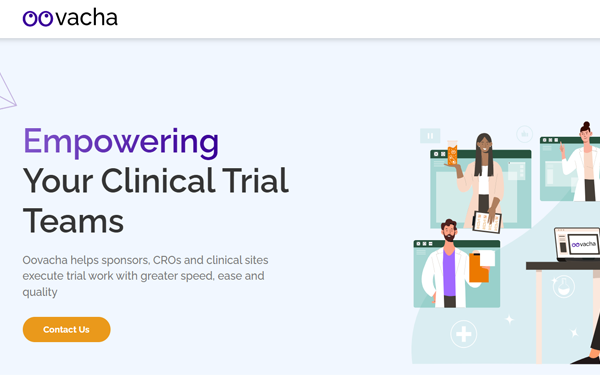 oovacha
Empowering
Your Clinical Trial
Teams
Oovacha helps sponsors, CROs and clinical sites
execute trial work with greater speed, ease and
quality
Contact Us
oovacha